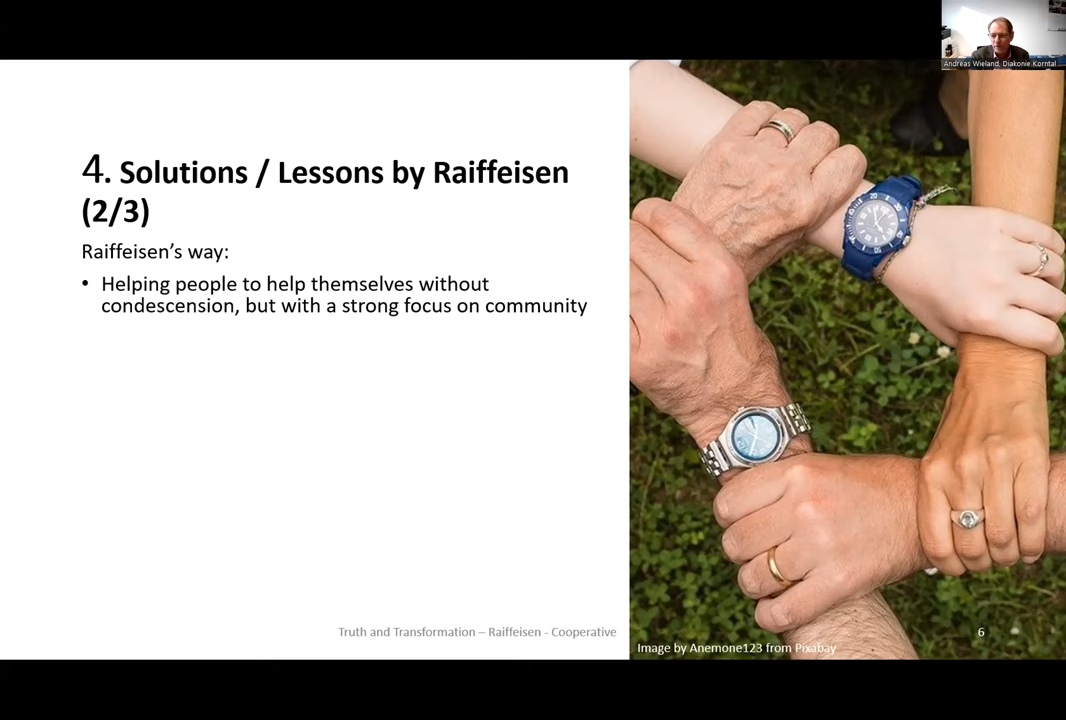 Andreas Wieland, Diakonie Korntal
4. Solutions / Lessons by Raiffeisen
(2/3)
Raiffeisen’s way:
• Helping people to help themselves without
condescension, but with a strong focus on community
Truth and Transformation – Raiffeisen - Cooperative
6
Image by Anemone123 from Pixabay